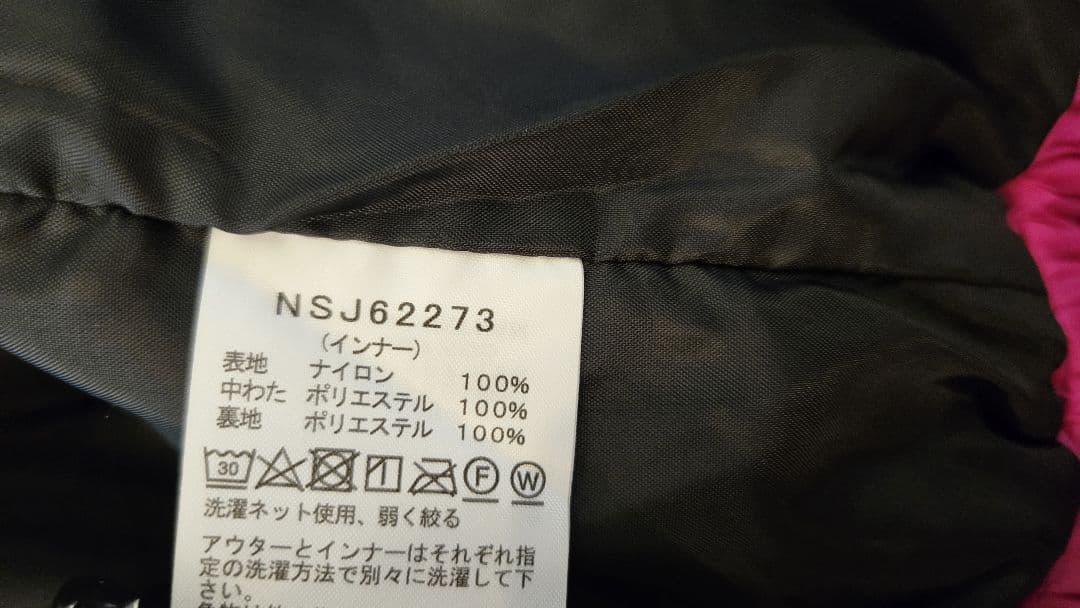 NSJ62273
（インナー）
表地 ナイロン 100%
中わた ポリエステル 100%
裏地 ポリエステル 100%
30 F W
洗濯ネット使用、弱く絞る
アウターとインナーはそれぞれ指
定の洗濯方法で別々に洗濯して下
さい。